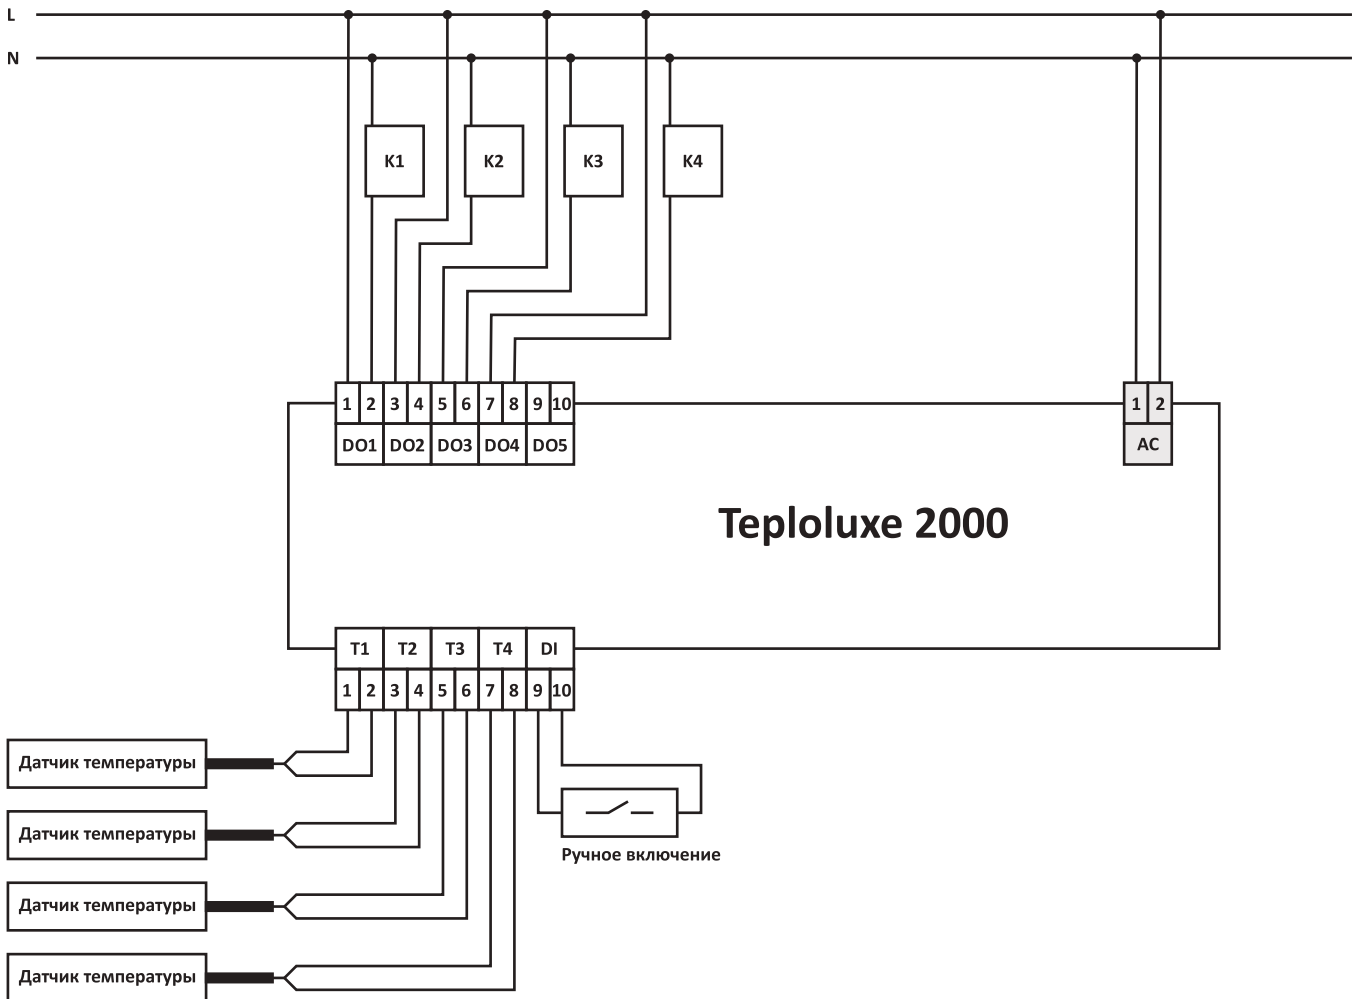 L
N
K1 K2 K3 K4
1 2 3 4 5 6 7 8 9 10 1 2
DO1 DO2 DO3 DO4 DO5 AC
Teploluxe 2000
T1 T2 T3 T4 DI
1 2 3 4 5 6 7 8 9 10
Датчик температуры
Датчик температуры
Ручное включение
Датчик температуры
Датчик температуры